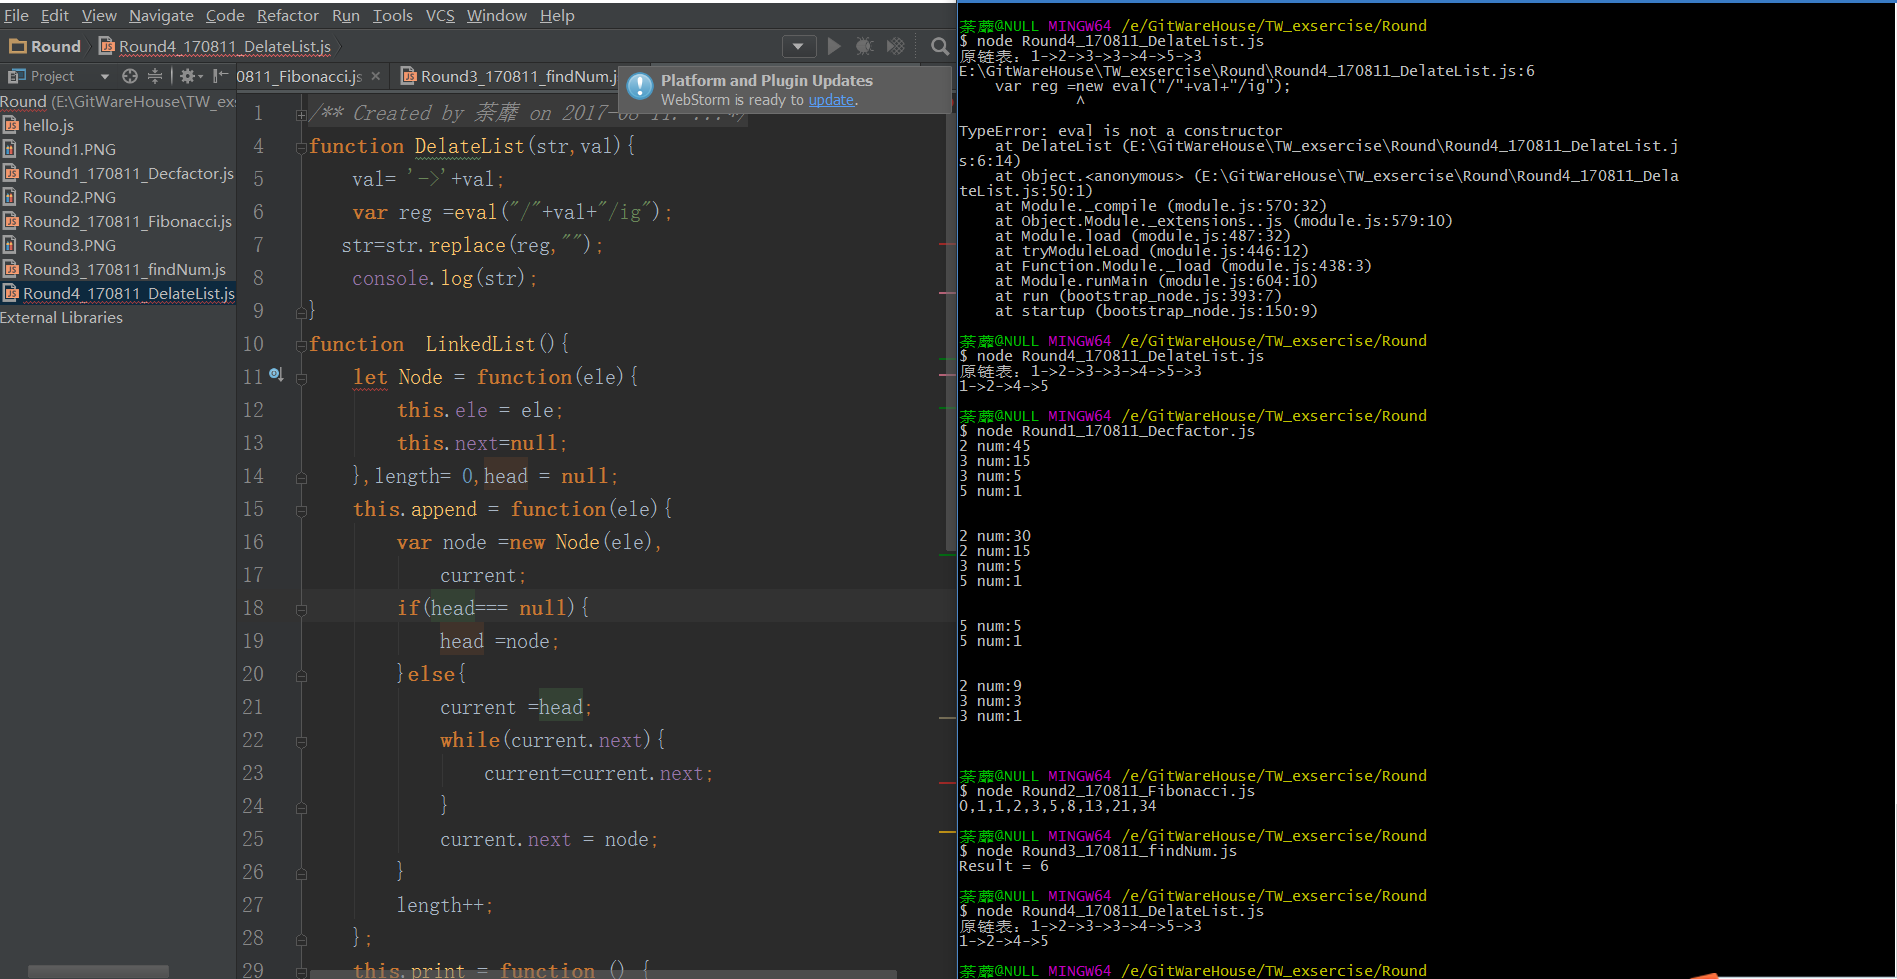 File Edit View Navigate Code Refactor Run Tools VCS Window Help
Round Round4_170811_DelateList.js
Project 0811_Fibonacci.js Round3_170811_findNum.j
Platform and Plugin Updates
WebStorm is ready to update.
Round (E:\GitWareHouse\TW_exs
hello.js
Round1.PNG
Round1_170811_Decfactor.js
Round2.PNG
Round2_170811_Fibonacci.js
Round3.PNG
Round3_170811_findNum.js
Round4_170811_DelateList.js
External Libraries
1 /** Created by 荼蘼 on 2017-08-11. ...*/
4 function DelateList(str,val){
5 val= '->'+val;
6 var reg =eval("/"+val+"/ig");
7 str=str.replace(reg,"");
8 console.log(str);
9 }
10 function LinkedList(){
11 let Node = function(ele){
12 this.ele = ele;
13 this.next=null;
14 },length= 0,head = null;
15 this.append = function(ele){
16 var node =new Node(ele),
17 current;
18 if(head=== null){
19 head =node;
20 }else{
21 current =head;
22 while(current.next){
23 current=current.next;
24 }
25 current.next = node;
26 }
27 length++;
28 };
29 this.print = function () {
荼蘼@NULL MINGW64 /e/GitWareHouse/TW_exsercise/Round
$ node Round4_170811_DelateList.js
原链表：1->2->3->3->4->5->3
E:\GitWareHouse\TW_exsercise\Round\Round4_170811_DelateList.js:6
var reg =new eval("/"+val+"/ig");
^
TypeError: eval is not a constructor
at DelateList (E:\GitWareHouse\TW_exsercise\Round\Round4_170811_DelateList.j
s:6:14)
at Object.<anonymous> (E:\GitWareHouse\TW_exsercise\Round\Round4_170811_Dela
teList.js:50:1)
at Module._compile (module.js:570:32)
at Object.Module._extensions..js (module.js:579:10)
at Module.load (module.js:487:32)
at tryModuleLoad (module.js:446:12)
at Function.Module._load (module.js:438:3)
at Module.runMain (module.js:604:10)
at run (bootstrap_node.js:393:7)
at startup (bootstrap_node.js:150:9)
荼蘼@NULL MINGW64 /e/GitWareHouse/TW_exsercise/Round
$ node Round4_170811_DelateList.js
原链表：1->2->3->3->4->5->3
1->2->4->5
荼蘼@NULL MINGW64 /e/GitWareHouse/TW_exsercise/Round
$ node Round1_170811_Decfactor.js
2 num:45
3 num:15
3 num:5
5 num:1
2 num:30
2 num:15
3 num:5
5 num:1
5 num:5
5 num:1
2 num:9
3 num:3
3 num:1
荼蘼@NULL MINGW64 /e/GitWareHouse/TW_exsercise/Round
$ node Round2_170811_Fibonacci.js
0,1,1,2,3,5,8,13,21,34
荼蘼@NULL MINGW64 /e/GitWareHouse/TW_exsercise/Round
$ node Round3_170811_findNum.js
Result = 6
荼蘼@NULL MINGW64 /e/GitWareHouse/TW_exsercise/Round
$ node Round4_170811_DelateList.js
原链表：1->2->3->3->4->5->3
1->2->4->5
荼蘼@NULL MINGW64 /e/GitWareHouse/TW_exsercise/Round